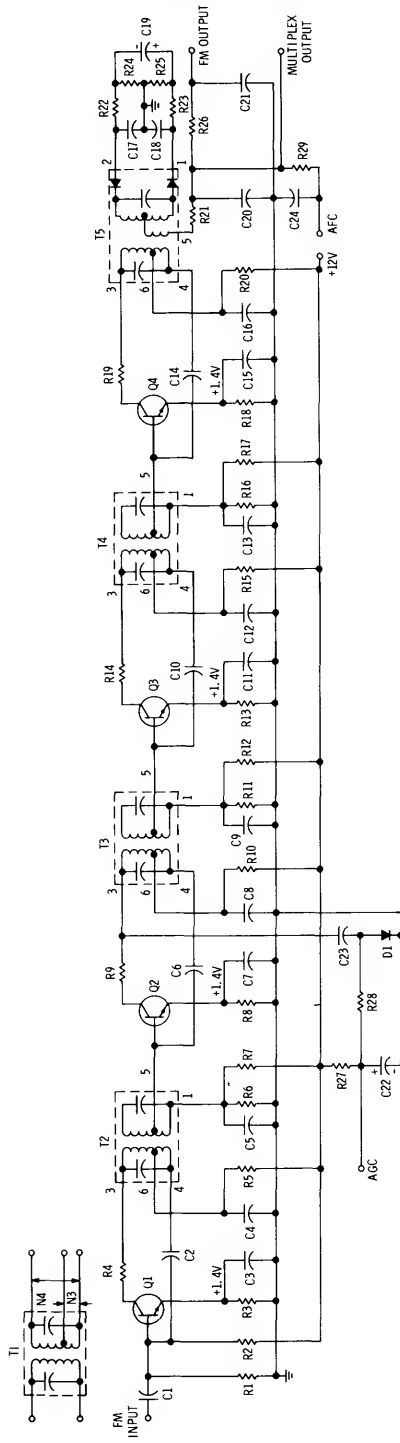 T1
N4
N3
FM INPUT
C1
R1
R2
Q1
R4
R3
C3
+1.4V
C2
C4
R5
T2
3
6
4
5
1
C5
R6
R7
Q2
R9
R8
C7
+1.4V
C6
C8
R10
T3
3
6
4
5
1
C9
R11
R12
Q3
R14
R13
C11
+1.4V
C10
C12
R15
T4
3
6
4
5
1
C13
R16
R17
Q4
R19
R18
C15
+1.4V
C14
C16
R20
T5
3
6
4
5
2
1
R21
C17
C18
R22
R23
R24
R25
C19
-
+
R26
C20
C21
C24
R29
FM OUTPUT
MULTIPLEX OUTPUT
AFC
+12V
AGC
R27
R28
C22
+
-
C23
D1